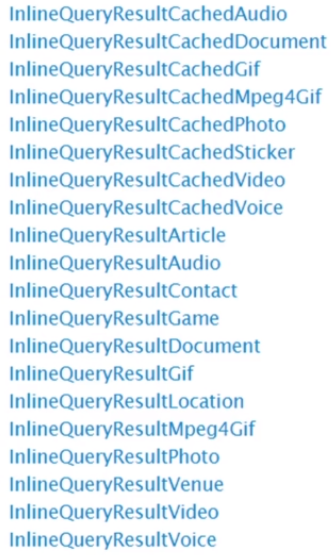 InlineQueryResultCachedAudio
InlineQueryResultCachedDocument
InlineQueryResultCachedGif
InlineQueryResultCachedMpeg4Gif
InlineQueryResultCachedPhoto
InlineQueryResultCachedSticker
InlineQueryResultCachedVideo
InlineQueryResultCachedVoice
InlineQueryResultArticle
InlineQueryResultAudio
InlineQueryResultContact
InlineQueryResultGame
InlineQueryResultDocument
InlineQueryResultGif
InlineQueryResultLocation
InlineQueryResultMpeg4Gif
InlineQueryResultPhoto
InlineQueryResultVenue
InlineQueryResultVideo
InlineQueryResultVoice